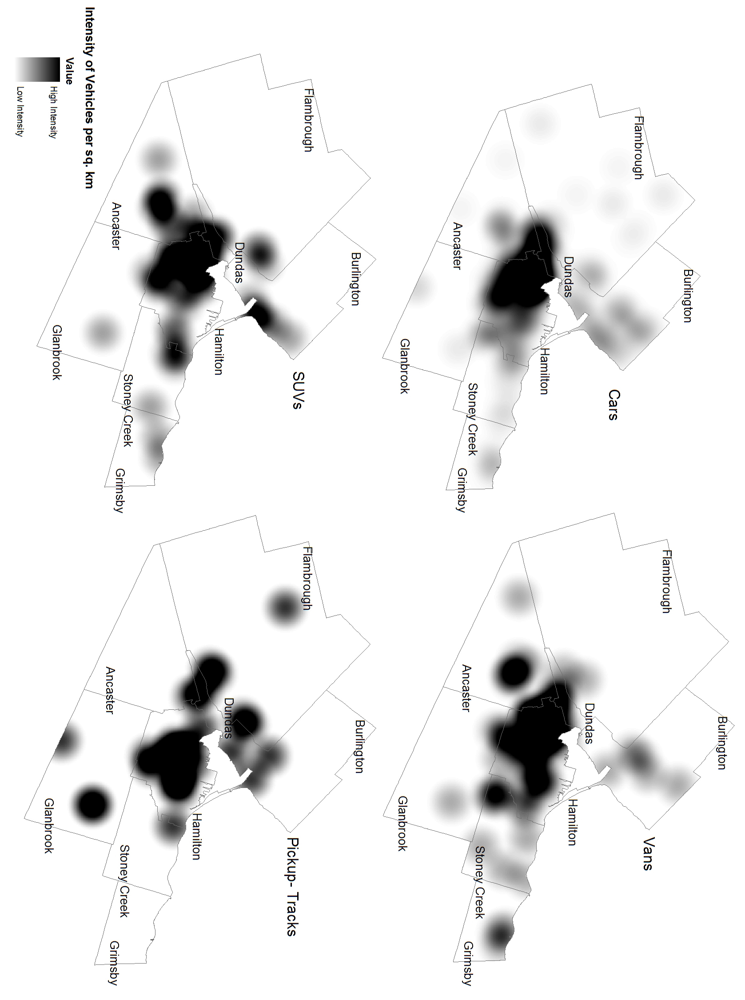 Flambrough
Burlington
Dundas
Ancaster
Hamilton
Glanbrook
Stoney Creek
Grimsby
Cars
Flambrough
Burlington
Dundas
Ancaster
Hamilton
Glanbrook
Stoney Creek
Grimsby
Vans
Flambrough
Burlington
Dundas
Ancaster
Hamilton
Glanbrook
Stoney Creek
Grimsby
SUVs
Flambrough
Burlington
Dundas
Ancaster
Hamilton
Glanbrook
Stoney Creek
Grimsby
Pickup- Tracks
Intensity of Vehicles per sq. km
Value
High Intensity
Low Intensity